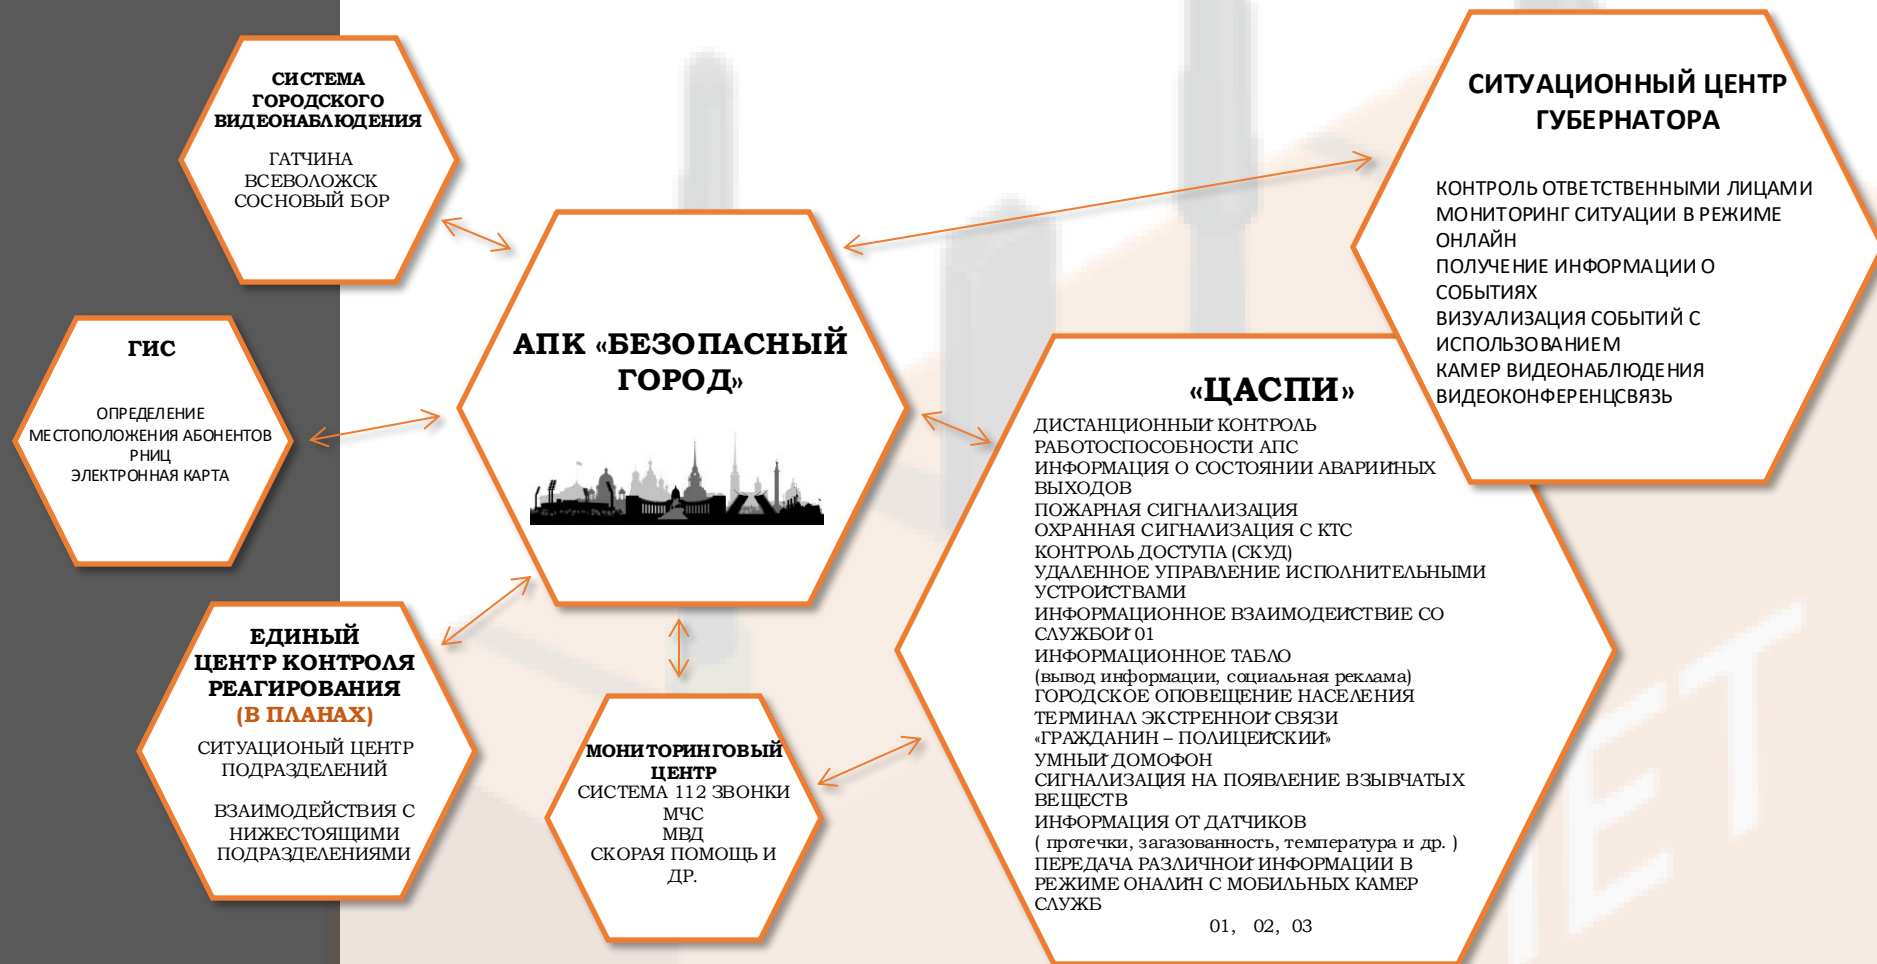 СИСТЕМА
ГОРОДСКОГО
ВИДЕОНАБЛЮДЕНИЯ
ГАТЧИНА
ВСЕВОЛОЖСК
СОСНОВЫЙ БОР
ГИС
ОПРЕДЕЛЕНИЕ
МЕСТОПОЛОЖЕНИЯ АБОНЕНТОВ
РНИЦ
ЭЛЕКТРОННАЯ КАРТА
ЕДИНЫЙ
ЦЕНТР КОНТРОЛЯ
РЕАГИРОВАНИЯ
(В ПЛАНАХ)
СИТУАЦИОНЫЙ ЦЕНТР
ПОДРАЗДЕЛЕНИЙ
ВЗАИМОДЕЙСТВИЯ С
НИЖЕСТОЯЩИМИ
ПОДРАЗДЕЛЕНИЯМИ
АПК «БЕЗОПАСНЫЙ
ГОРОД»
МОНИТОРИНГОВЫЙ
ЦЕНТР
СИСТЕМА 112 ЗВОНКИ
МЧС
МВД
СКОРАЯ ПОМОЩЬ И
ДР.
«ЦАСПИ»
ДИСТАНЦИОННЫЙ КОНТРОЛЬ
РАБОТОСПОСОБНОСТИ АПС
ИНФОРМАЦИЯ О СОСТОЯНИИ АВАРИЙНЫХ
ВЫХОДОВ
ПОЖАРНАЯ СИГНАЛИЗАЦИЯ
ОХРАННАЯ СИГНАЛИЗАЦИЯ С КТС
КОНТРОЛЬ ДОСТУПА (СКУД)
УДАЛЕННОЕ УПРАВЛЕНИЕ ИСПОЛНИТЕЛЬНЫМИ
УСТРОЙСТВАМИ
ИНФОРМАЦИОННОЕ ВЗАИМОДЕЙСТВИЕ СО
СЛУЖБОЙ 01
ИНФОРМАЦИОННОЕ ТАБЛО
(вывод информации, социальная реклама)
ГОРОДСКОЕ ОПОВЕЩЕНИЕ НАСЕЛЕНИЯ
ТЕРМИНАЛ ЭКСТРЕННОЙ СВЯЗИ
«ГРАЖДАНИН – ПОЛИЦЕЙСКИЙ»
УМНЫЙ ДОМОФОН
СИГНАЛИЗАЦИЯ НА ПОЯВЛЕНИЕ ВЗЫВЧАТЫХ
ВЕЩЕСТВ
ИНФОРМАЦИЯ ОТ ДАТЧИКОВ
( протечки, загазованность, температура и др. )
ПЕРЕДАЧА РАЗЛИЧНОЙ ИНФОРМАЦИИ В
РЕЖИМЕ ОНАЛЙН С МОБИЛЬНЫХ КАМЕР
СЛУЖБ
01, 02, 03
СИТУАЦИОННЫЙ ЦЕНТР
ГУБЕРНАТОРА
КОНТРОЛЬ ОТВЕТСТВЕННЫМИ ЛИЦАМИ
МОНИТОРИНГ СИТУАЦИИ В РЕЖИМЕ
ОНЛАЙН
ПОЛУЧЕНИЕ ИНФОРМАЦИИ О
СОБЫТИЯХ
ВИЗУАЛИЗАЦИЯ СОБЫТИЙ С
ИСПОЛЬЗОВАНИЕМ
КАМЕР ВИДЕОНАБЛЮДЕНИЯ
ВИДЕОКОНФЕРЕНЦСВЯЗЬ